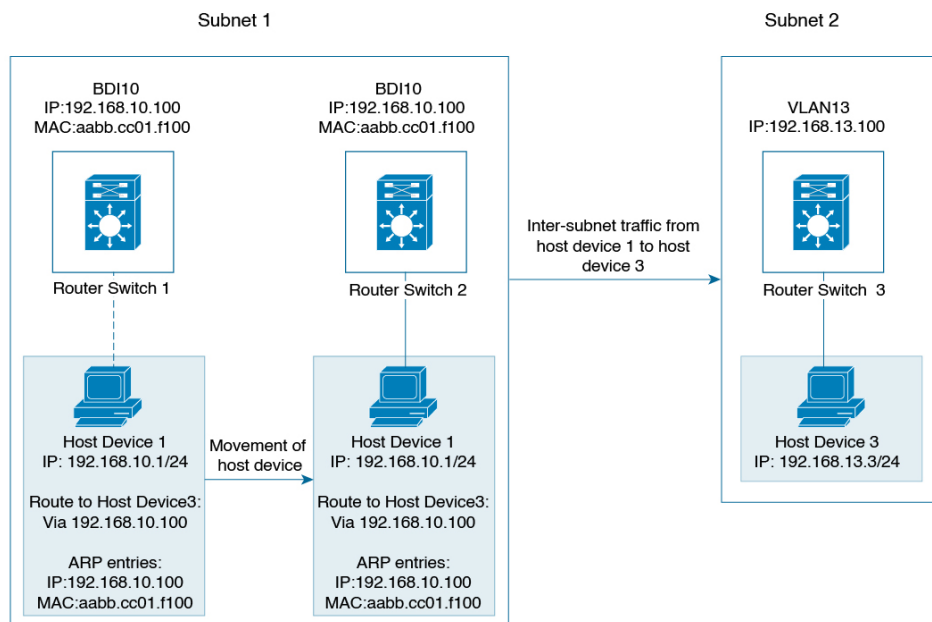 Subnet 1
BDI10
IP:192.168.10.100
MAC:aabb.cc01.f100
Router Switch 1
Host Device 1
IP: 192.168.10.1/24
Route to Host Device3:
Via 192.168.10.100
ARP entries:
IP:192.168.10.100
MAC:aabb.cc01.f100
Movement of
host device
BDI10
IP:192.168.10.100
MAC:aabb.cc01.f100
Router Switch 2
Host Device 1
IP: 192.168.10.1/24
Route to Host Device3:
Via 192.168.10.100
ARP entries:
IP:192.168.10.100
MAC:aabb.cc01.f100
Inter-subnet traffic from
host device 1 to host
device 3
Subnet 2
VLAN13
IP:192.168.13.100
Router Switch 3
Host Device 3
IP: 192.168.13.3/24